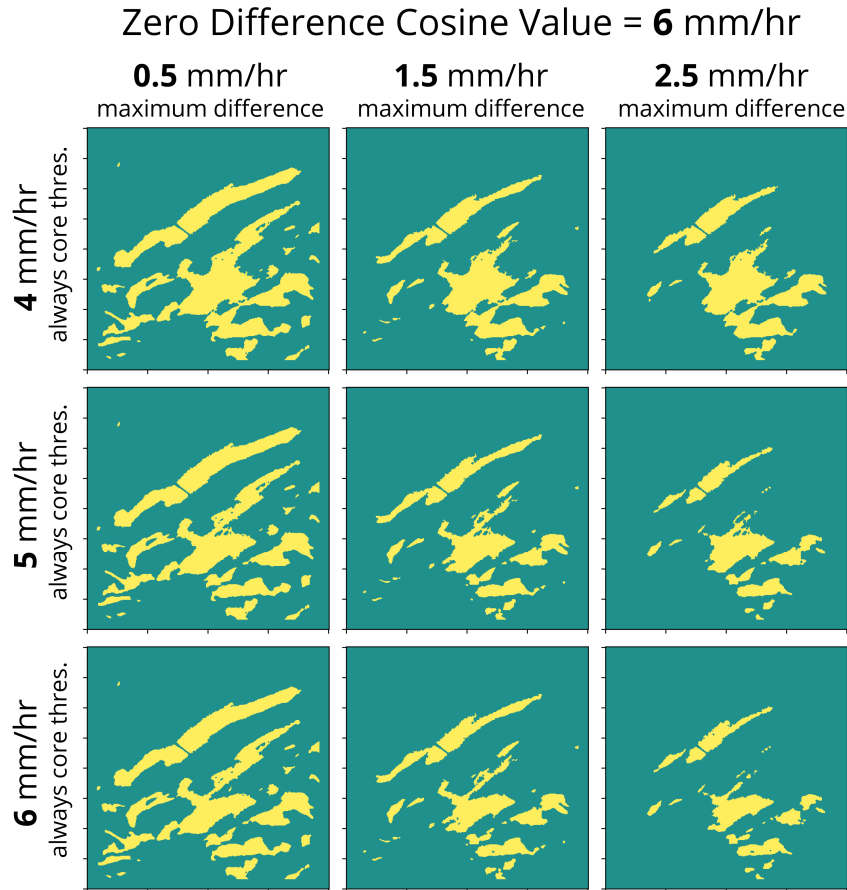 Zero Difference Cosine Value = 6 mm/hr
0.5 mm/hr
maximum difference
1.5 mm/hr
maximum difference
2.5 mm/hr
maximum difference
4 mm/hr
always core thres.
5 mm/hr
always core thres.
6 mm/hr
always core thres.